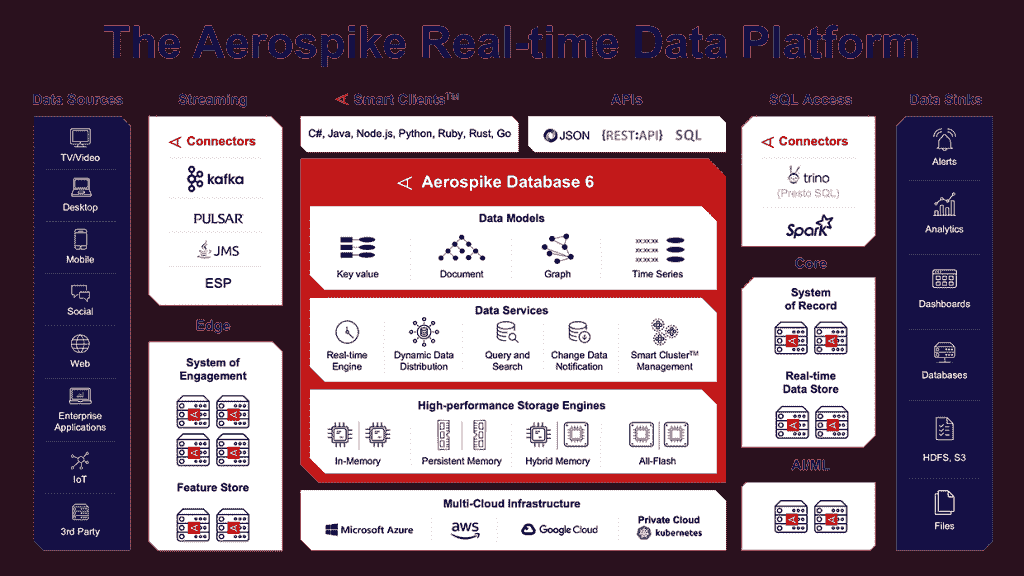 The Aerospike Real-time Data Platform
Data Sources
TV/Video
Desktop
Mobile
Social
Web
Enterprise
Applications
IoT
3rd Party
Streaming
Connectors
kafka
PULSAR
JMS
ESP
Edge
System of
Engagement
Feature Store
Smart Clients™
C#, Java, Node.js, Python, Ruby, Rust, Go
APIs
JSON {REST:API} SQL
Aerospike Database 6
Data Models
Key value
Document
Graph
Time Series
Data Services
Real-time
Engine
Dynamic Data
Distribution
Query and
Search
Change Data
Notification
Smart Cluster™
Management
High-performance Storage Engines
In-Memory
Persistent Memory
Hybrid Memory
All-Flash
Multi-Cloud Infrastructure
Microsoft Azure
aws
Google Cloud
Private Cloud
kubernetes
SQL Access
Connectors
trino
(Presto SQL)
Spark
Core
System
of Record
Real-time
Data Store
AI/ML
Data Sinks
Alerts
Analytics
Dashboards
Databases
HDFS, S3
Files